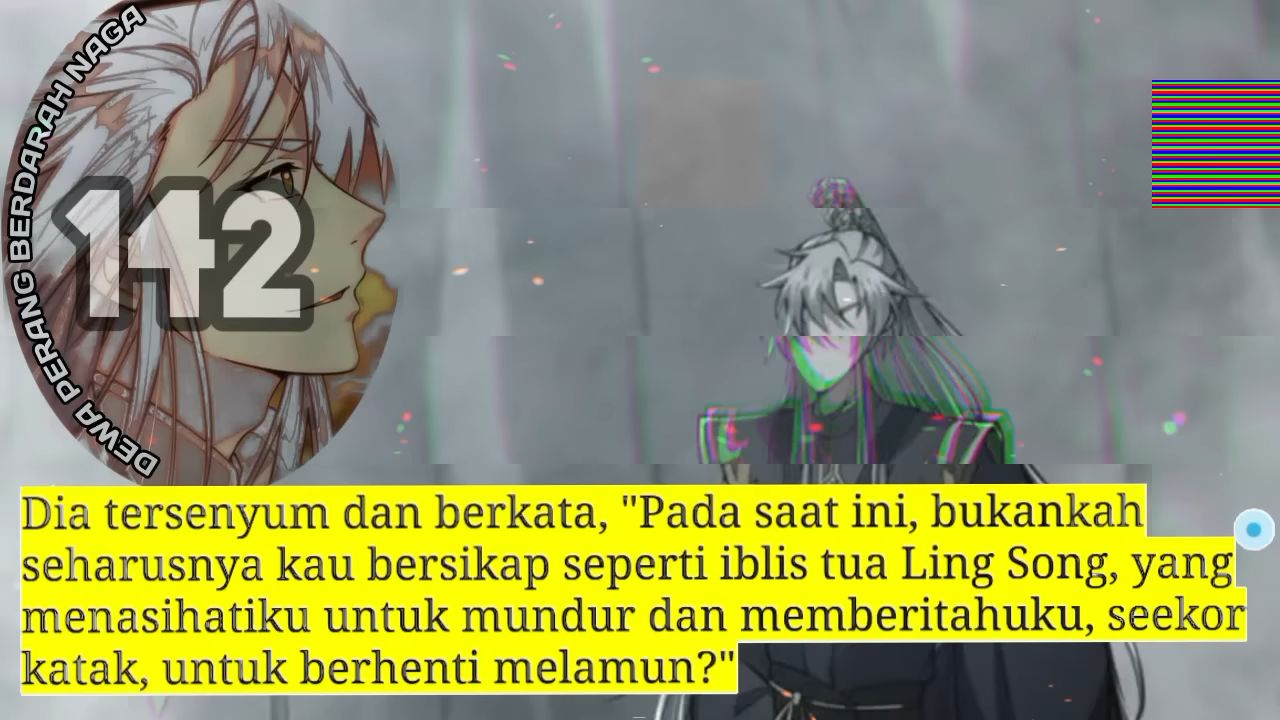 DEWA PERANG BERDARAH NAGA
142
Dia tersenyum dan berkata, "Pada saat ini, bukankah
seharusnya kau bersikap seperti iblis tua Ling Song, yang
menasihatiku untuk mundur dan memberitahuku, seekor
katak, untuk berhenti melamun?"